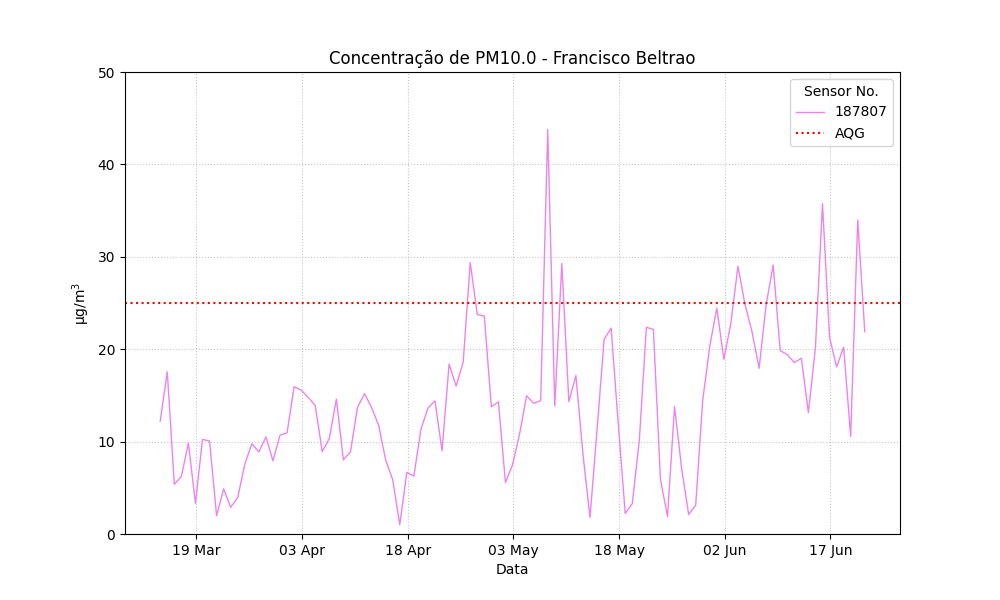 Concentração de PM10.0 - Francisco Beltrao
50
40
30
20
10
0
µg/m³
Sensor No.
187807
AQG
19 Mar 03 Apr 18 Apr 03 May 18 May 02 Jun 17 Jun
Data